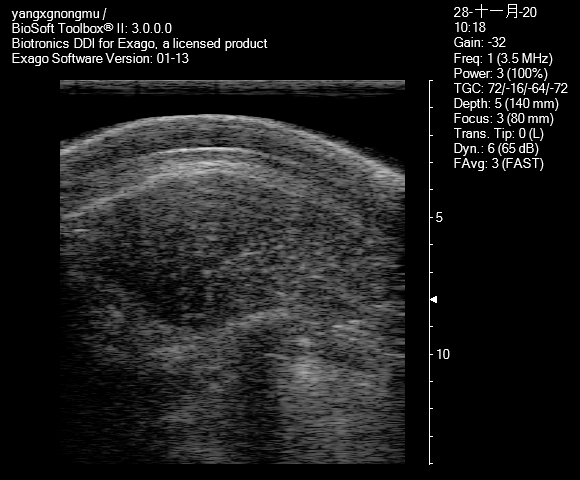 yangxgnongmu /
BioSoft Toolbox® II: 3.0.0.0
Biotronics DDI for Exago, a licensed product
Exago Software Version: 01-13
28-十一月-20
10:18
Gain: -32
Freq: 1 (3.5 MHz)
Power: 3 (100%)
TGC: 72/-16/-64/-72
Depth: 5 (140 mm)
Focus: 3 (80 mm)
Trans. Tip: 0 (L)
Dyn.: 6 (65 dB)
FAvg: 3 (FAST)
5
10